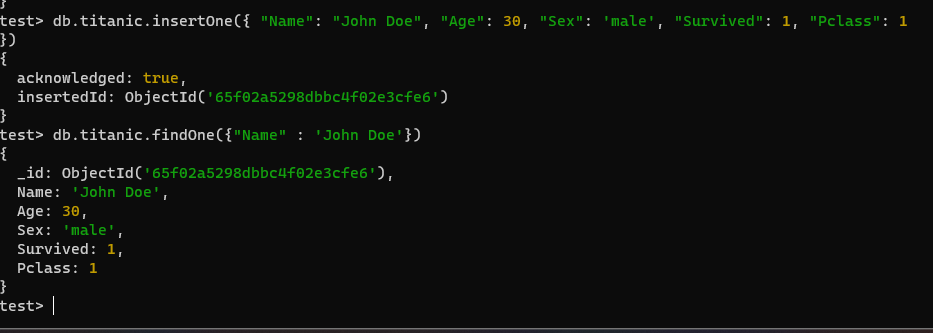 }
test> db.titanic.insertOne({ "Name": "John Doe", "Age": 30, "Sex": 'male', "Survived": 1, "Pclass": 1
})
{
  acknowledged: true,
  insertedId: ObjectId('65f02a5298dbbc4f02e3cfe6')
}
test> db.titanic.findOne({"Name" : 'John Doe'})
{
  _id: ObjectId('65f02a5298dbbc4f02e3cfe6'),
  Name: 'John Doe',
  Age: 30,
  Sex: 'male',
  Survived: 1,
  Pclass: 1
}
test>